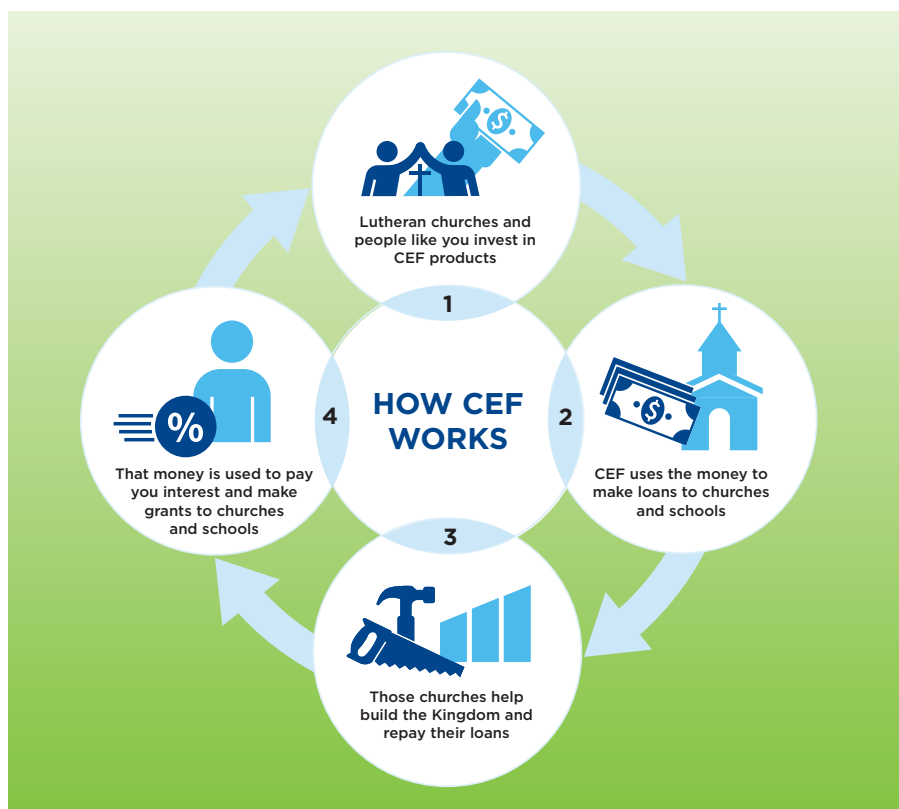 Lutheran churches and
people like you invest in
CEF products
1
HOW CEF
WORKS
2
CEF uses the money to
make loans to churches
and schools
3
Those churches help
build the Kingdom and
repay their loans
4
That money is used to pay
you interest and make
grants to churches
and schools
$
$
%